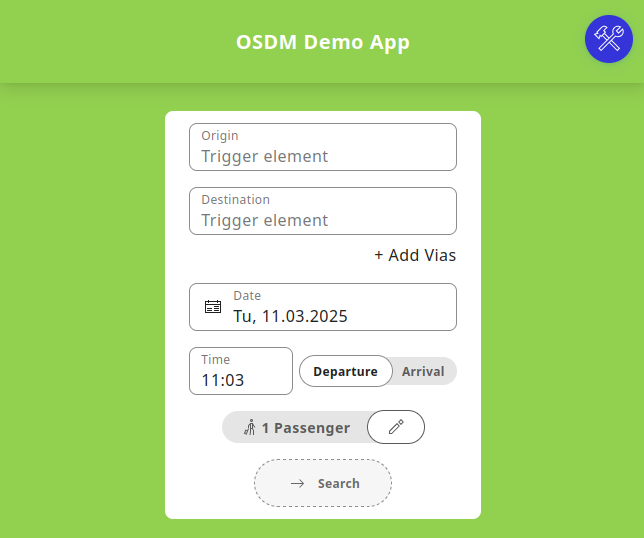 OSDM Demo App
Origin
Trigger element
Destination
Trigger element
+ Add Vias
Date
Tu, 11.03.2025
Time
11:03
Departure
Arrival
1 Passenger
Search